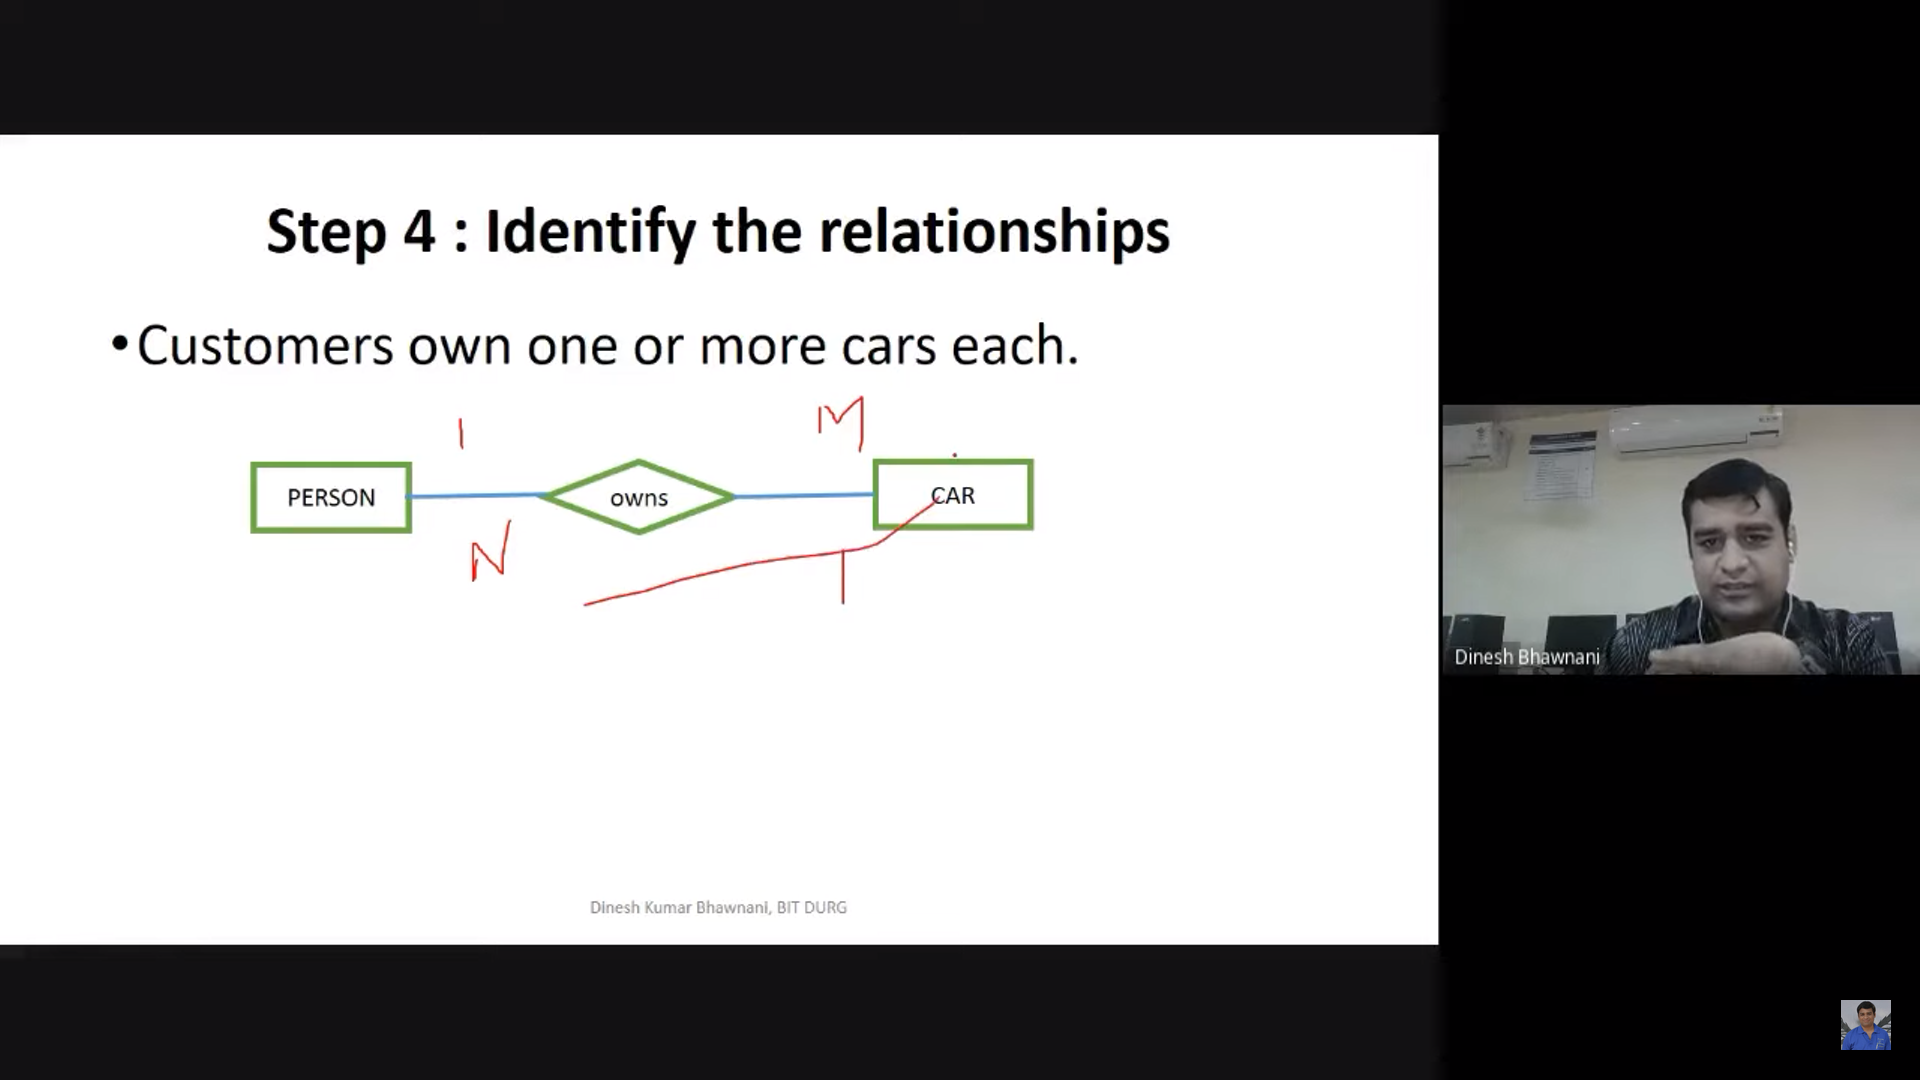 Step 4 : Identify the relationships
• Customers own one or more cars each.
1 M
PERSON owns CAR
N 1
Dinesh Bhawnani
Dinesh Kumar Bhawnani, BIT DURG